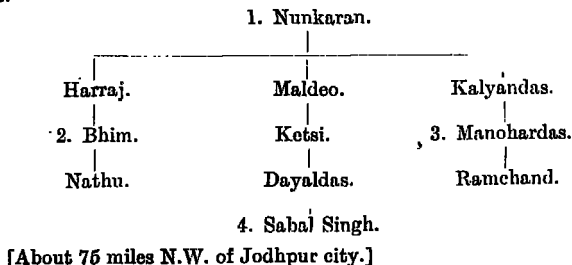 1. Nunkaran.
Harraj. Maldeo. Kalyandas.
2. Bhim. Ketsi. 3. Manohardas.
Nathu. Dayaldas. Ramchand.
4. Sabal Singh.
[About 75 miles N.W. of Jodhpur city.]